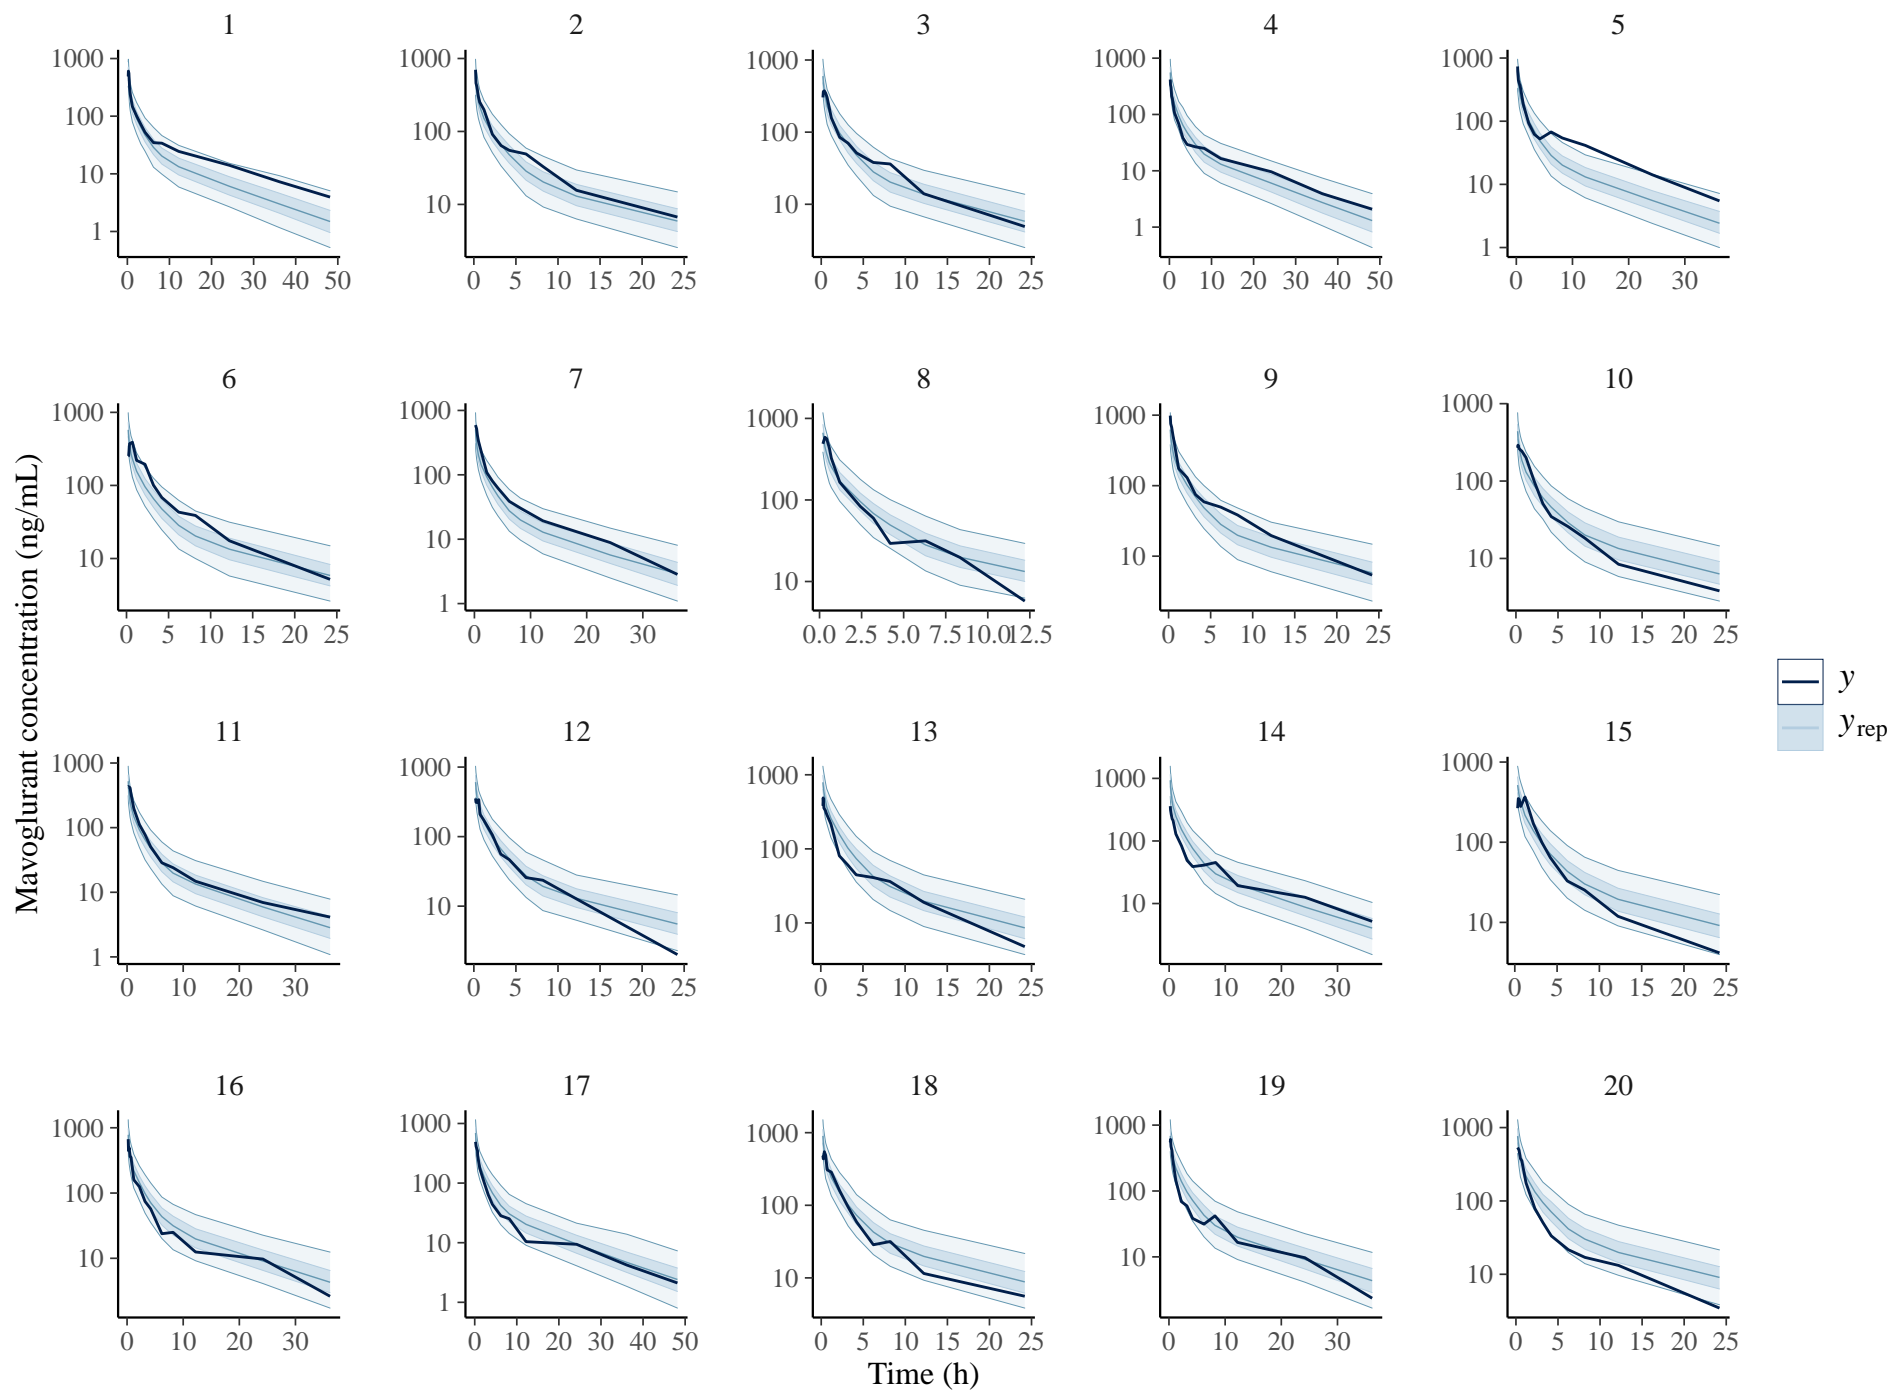 1 2 3 4 5
1000 1000 1000 1000 1000
100 100 100 100 100
10 10 10 10 10
1 1 1
0 10 20 30 40 50 0 5 10 15 20 25 0 5 10 15 20 25 0 10 20 30 40 50 0 10 20 30
6 7 8 9 10
1000 1000 1000 1000 1000
100 100 100 100 100
10 10 10 10 10
1
0 5 10 15 20 25 0 10 20 30 0.0 2.5 5.0 7.5 10.0 12.5 0 5 10 15 20 25 0 5 10 15 20 25
Mavoglurant concentration (ng/mL)
y
yrep
11 12 13 14 15
1000 1000 1000 1000 1000
100 100 100 100 100
10 10 10 10 10
1
0 10 20 30 0 5 10 15 20 25 0 5 10 15 20 25 0 10 20 30 0 5 10 15 20 25
16 17 18 19 20
1000 1000 1000 1000 1000
100 100 100 100 100
10 10 10 10 10
1
0 10 20 30 0 10 20 30 40 50 0 5 10 15 20 25 0 10 20 30 0 5 10 15 20 25
Time (h)